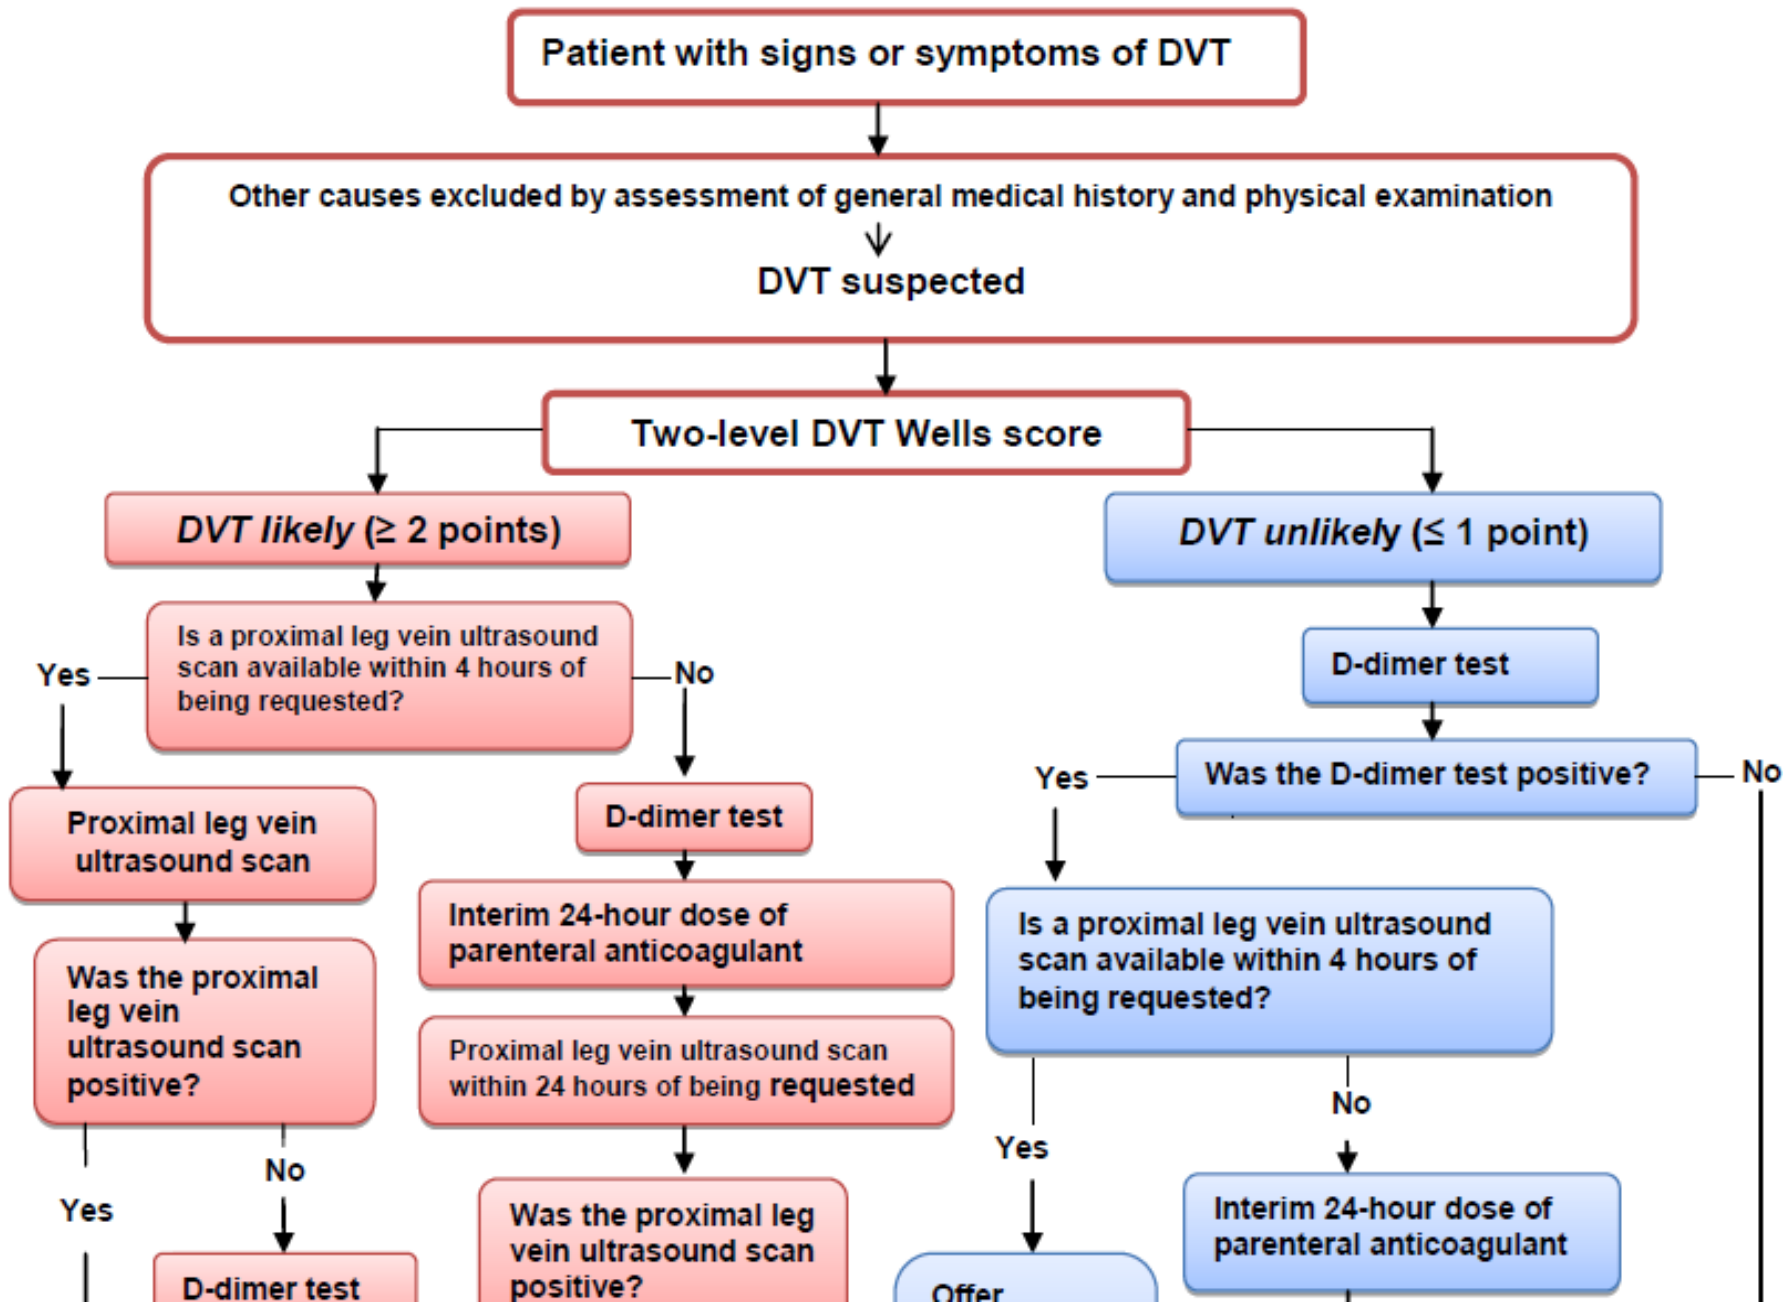 Patient with signs or symptoms of DVT
Other causes excluded by assessment of general medical history and physical examination
DVT suspected
Two-level DVT Wells score
DVT likely (≥ 2 points)
DVT unlikely (≤ 1 point)
Is a proximal leg vein ultrasound
scan available within 4 hours of
being requested?
Yes
No
D-dimer test
Was the D-dimer test positive?
Yes
No
Proximal leg vein
ultrasound scan
D-dimer test
Interim 24-hour dose of
parenteral anticoagulant
Is a proximal leg vein ultrasound
scan available within 4 hours of
being requested?
Was the proximal
leg vein
ultrasound scan
positive?
Proximal leg vein ultrasound scan
within 24 hours of being requested
No
Yes
No
Yes
Was the proximal leg
vein ultrasound scan
positive?
Interim 24-hour dose of
parenteral anticoagulant
D-dimer test
Offer